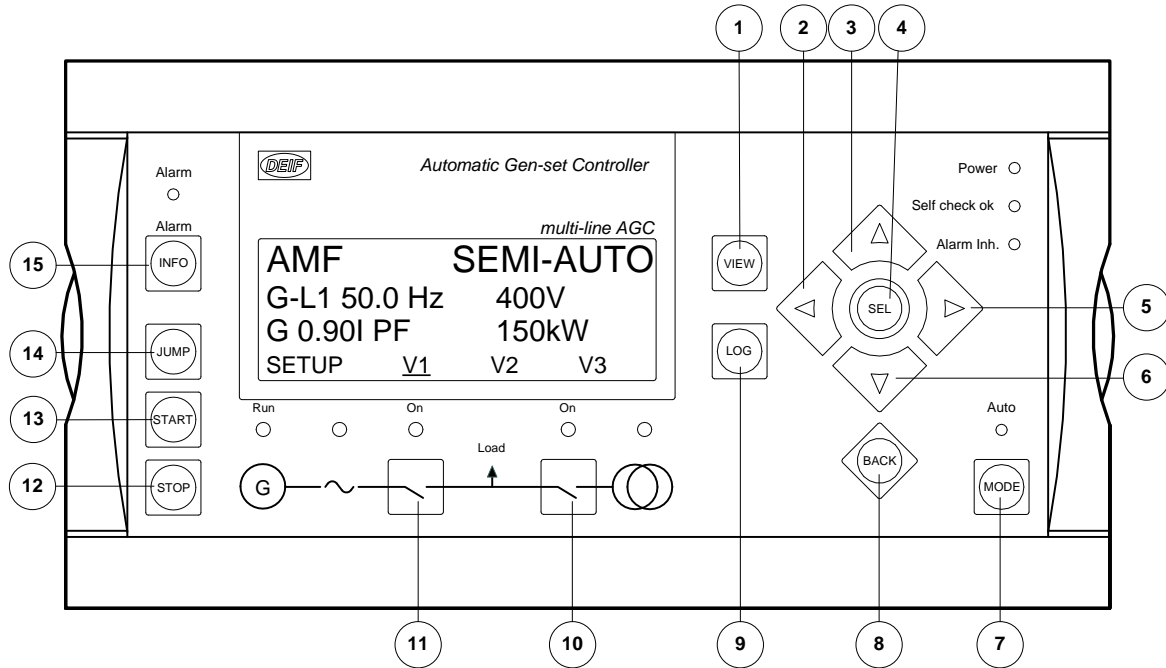 1 2 3 4
DEIF
Automatic Gen-set Controller
multi-line AGC
Alarm
Alarm
INFO
15
JUMP
14
START
13
STOP
12
AMF SEMI-AUTO
G-L1 50.0 Hz 400V
G 0.90I PF 150kW
SETUP V1 V2 V3
Run On On
Load
G
VIEW
LOG
SEL
BACK
Power
Self check ok
Alarm Inh.
5
6
Auto
MODE
11 10 9 8 7